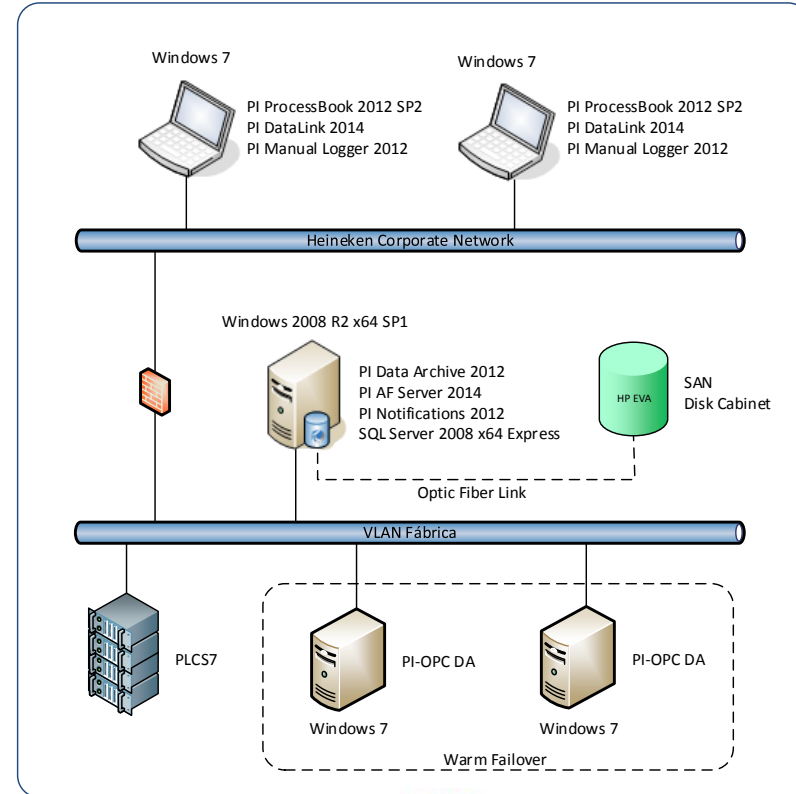 Windows 7
PI ProcessBook 2012 SP2
PI DataLink 2014
PI Manual Logger 2012
Windows 7
PI ProcessBook 2012 SP2
PI DataLink 2014
PI Manual Logger 2012
Heineken Corporate Network
Windows 2008 R2 x64 SP1
PI Data Archive 2012
PI AF Server 2014
PI Notifications 2012
SQL Server 2008 x64 Express
HP EVA
SAN
Disk Cabinet
Optic Fiber Link
VLAN Fábrica
PLCS7
PI-OPC DA
Windows 7
PI-OPC DA
Windows 7
Warm Failover